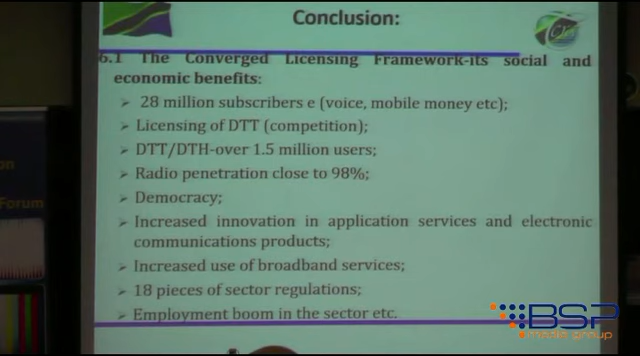 Conclusion:
6.1 The Converged Licensing Framework-its social and
economic benefits:
➢ 28 million subscribers e (voice, mobile money etc);
➢ Licensing of DTT (competition);
➢ DTT/DTH-over 1.5 million users;
➢ Radio penetration close to 98%;
➢ Democracy;
➢ Increased innovation in application services and electronic
communications products;
➢ Increased use of broadband services;
➢ 18 pieces of sector regulations;
➢ Employment boom in the sector etc.
Forum
BSP
media group